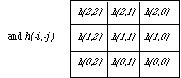 h(2,2) h(2,1) h(2,0)
and h(-i,-j) h(1,2) h(1,1) h(1,0)
h(0,2) h(0,1) h(0,0)